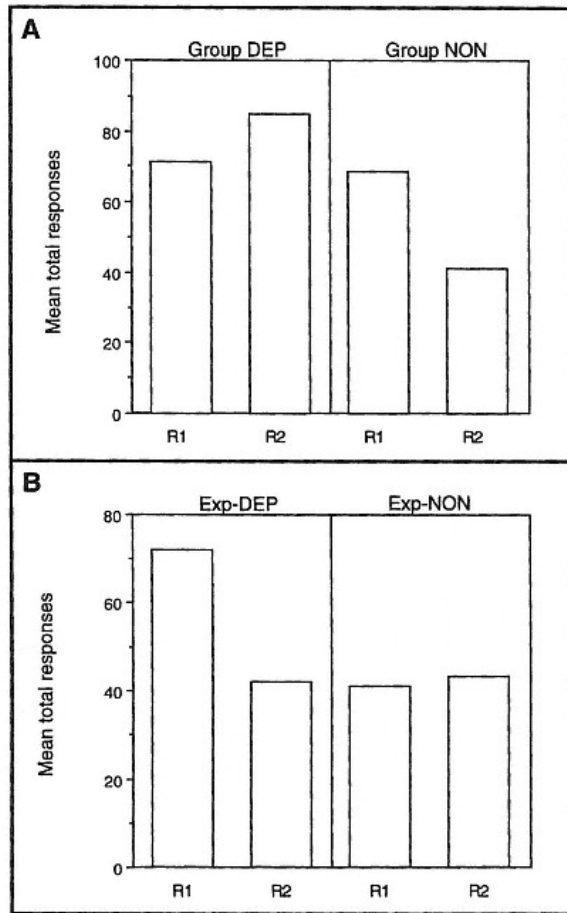 A
Group DEP Group NON
100
80
60
40
20
0
Mean total responses
R1 R2 R1 R2
B
Exp-DEP Exp-NON
80
60
40
20
0
Mean total responses
R1 R2 R1 R2